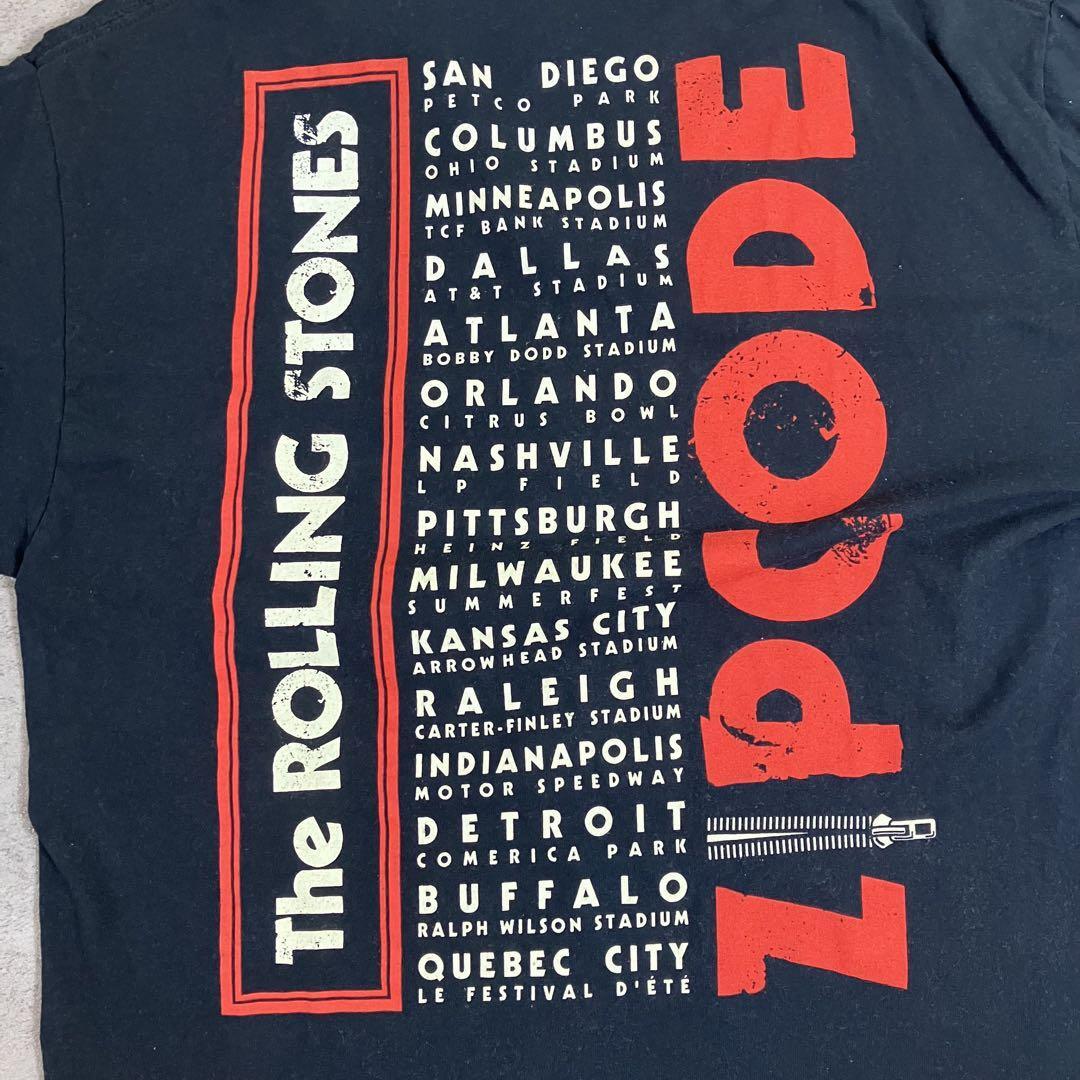 The ROLLING STONES
SAN DIEGO
PETCO PARK
COLUMBUS
OHIO STADIUM
MINNEAPOLIS
TCF BANK STADIUM
DALLAS
AT&T STADIUM
ATLANTA
BOBBY DODD STADIUM
ORLANDO
CITRUS BOWL
NASHVILLE
LP FIELD
PITTSBURGH
HEINZ FIELD
MILWAUKEE
SUMMERFEST
KANSAS CITY
ARROWHEAD STADIUM
RALEIGH
CARTER-FINLEY STADIUM
INDIANAPOLIS
MOTOR SPEEDWAY
DETROIT
COMERICA PARK
BUFFALO
RALPH WILSON STADIUM
QUEBEC CITY
LE FESTIVAL D'ÉTÉ
ZIPCODE